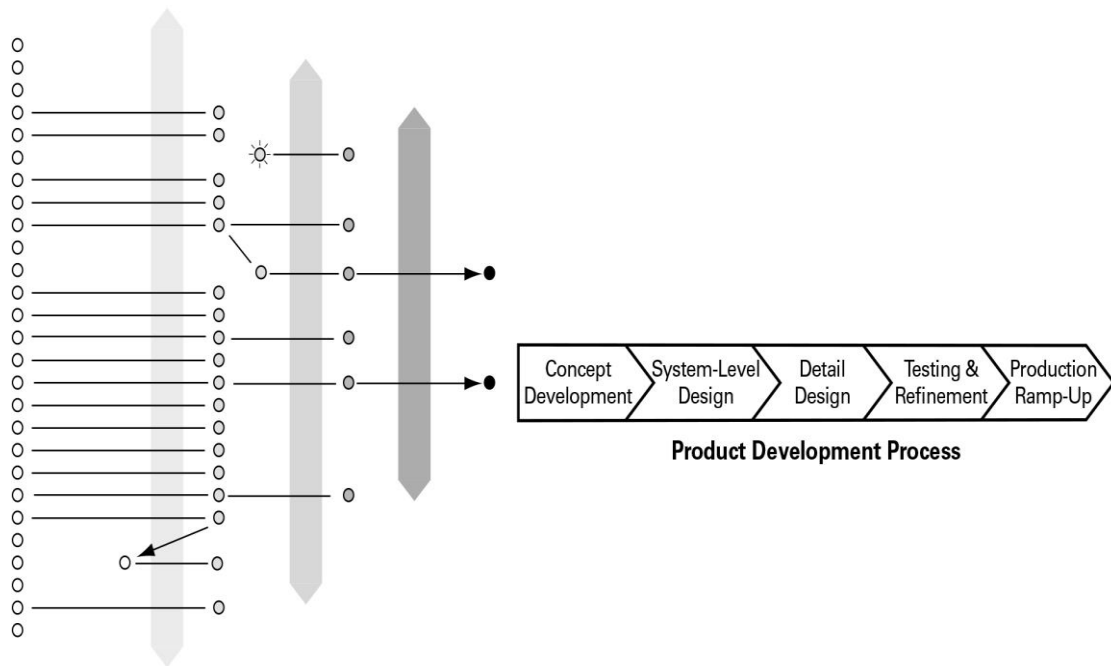 Concept
Development
System-Level
Design
Detail
Design
Testing &
Refinement
Production
Ramp-Up
Product Development Process